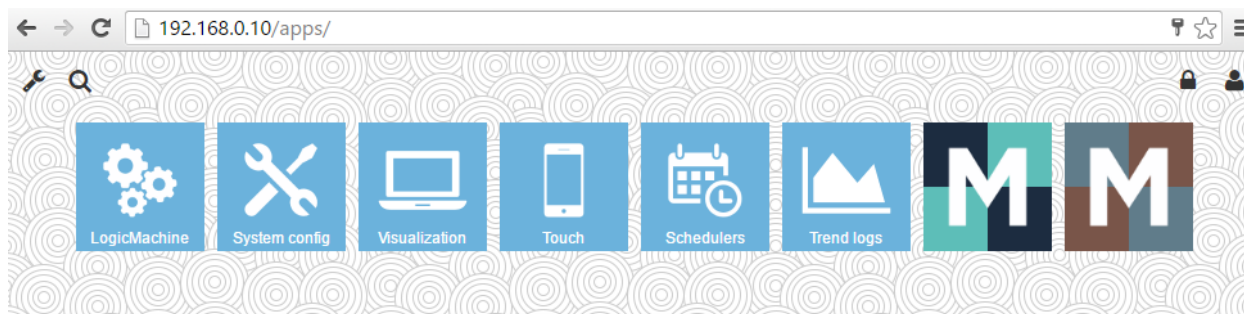 192.168.0.10/apps/
LogicMachine System config Visualization Touch Schedulers Trend logs M M